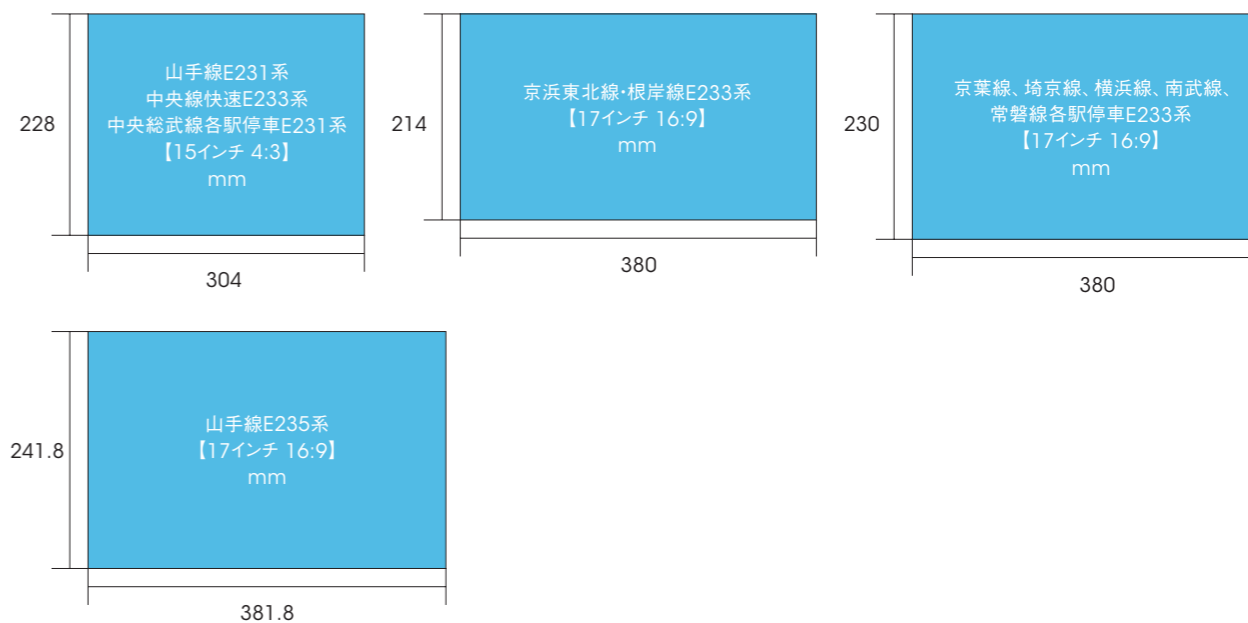 228
山手線E231系
中央線快速E233系
中央総武線各駅停車E231系
【15インチ 4:3】
mm
304
214
京浜東北線・根岸線E233系
【17インチ 16:9】
mm
380
230
京葉線、埼京線、横浜線、南武線、
常磐線各駅停車E233系
【17インチ 16:9】
mm
380
241.8
山手線E235系
【17インチ 16:9】
mm
381.8